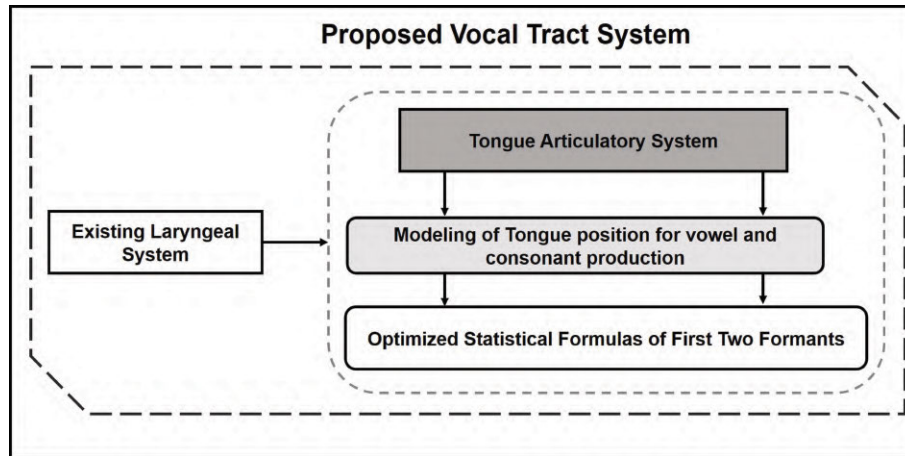 Proposed Vocal Tract System
Tongue Articulatory System
Existing Laryngeal
System
Modeling of Tongue position for vowel and
consonant production
Optimized Statistical Formulas of First Two Formants